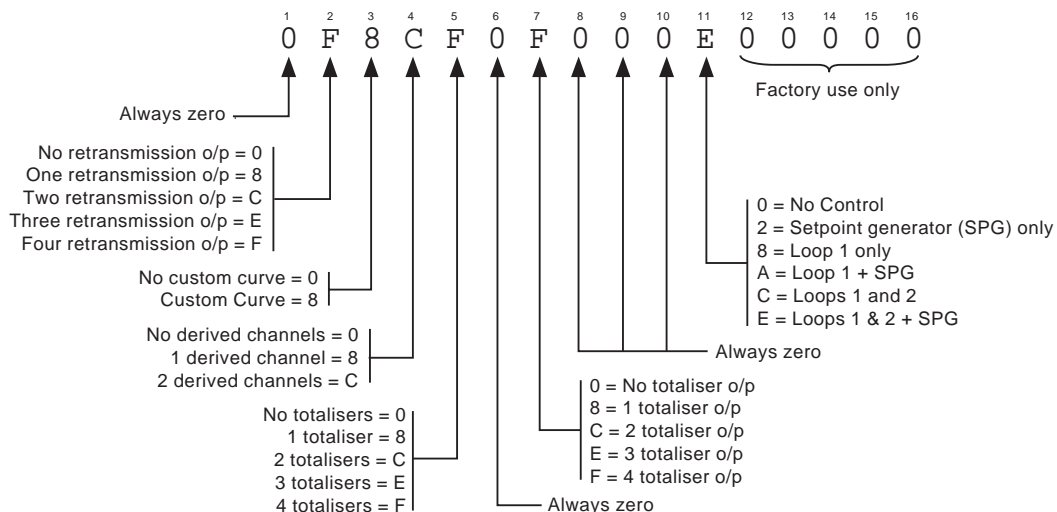 1 2 3 4 5 6 7 8 9 10 11 12 13 14 15 16
0 F 8 C F 0 F 0 0 0 E 0 0 0 0 0
Factory use only
Always zero
No retransmission o/p = 0
One retransmission o/p = 8
Two retransmission o/p = C
Three retransmission o/p = E
Four retransmission o/p = F
No custom curve = 0
Custom Curve = 8
No derived channels = 0
1 derived channel = 8
2 derived channels = C
No totalisers = 0
1 totaliser = 8
2 totalisers = C
3 totalisers = E
4 totalisers = F
Always zero
0 = No totaliser o/p
8 = 1 totaliser o/p
C = 2 totaliser o/p
E = 3 totaliser o/p
F = 4 totaliser o/p
Always zero
0 = No Control
2 = Setpoint generator (SPG) only
8 = Loop 1 only
A = Loop 1 + SPG
C = Loops 1 and 2
E = Loops 1 & 2 + SPG